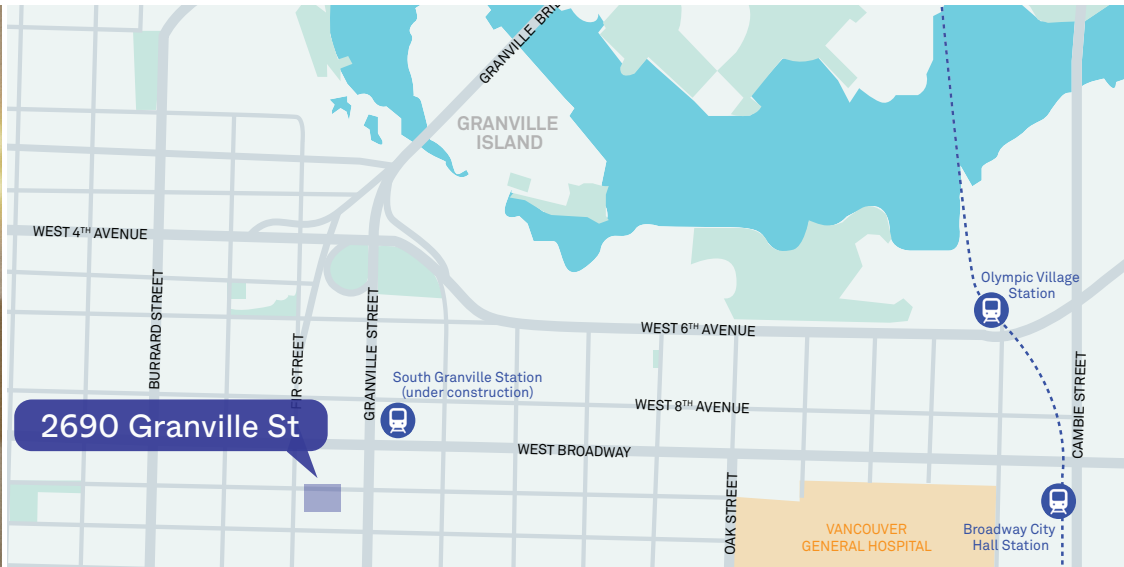 GRANVILLE BRI
GRANVILLE
ISLAND
WEST 4TH AVENUE
BURRARD STREET
FIR STREET
GRANVILLE STREET
Olympic Village
Station
WEST 6TH AVENUE
South Granville Station
(under construction)
WEST 8TH AVENUE
CAMBIE STREET
2690 Granville St
WEST BROADWAY
OAK STREET
VANCOUVER
GENERAL HOSPITAL
Broadway City
Hall Station